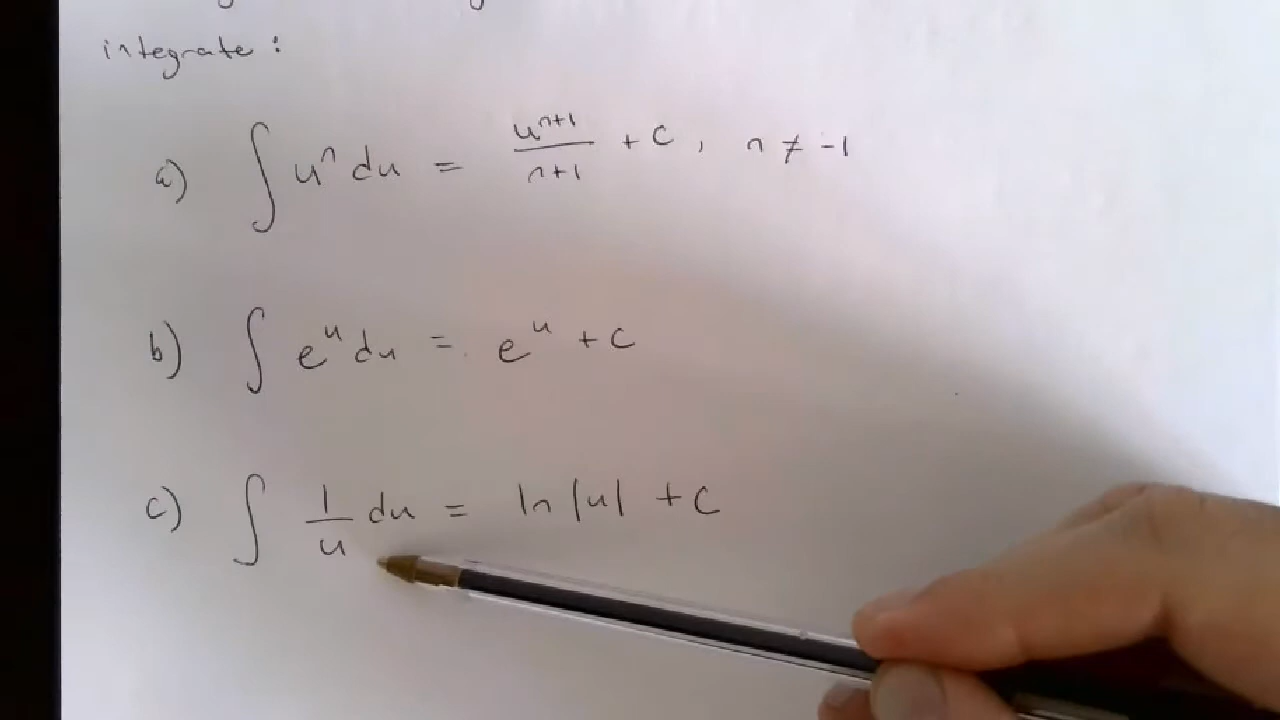 integrate :
a) ∫ uⁿ du = uⁿ⁺¹/n+1 + c , n ≠ -1
b) ∫ eᵘ du = eᵘ + c
c) ∫ 1/u du = ln |u| + c